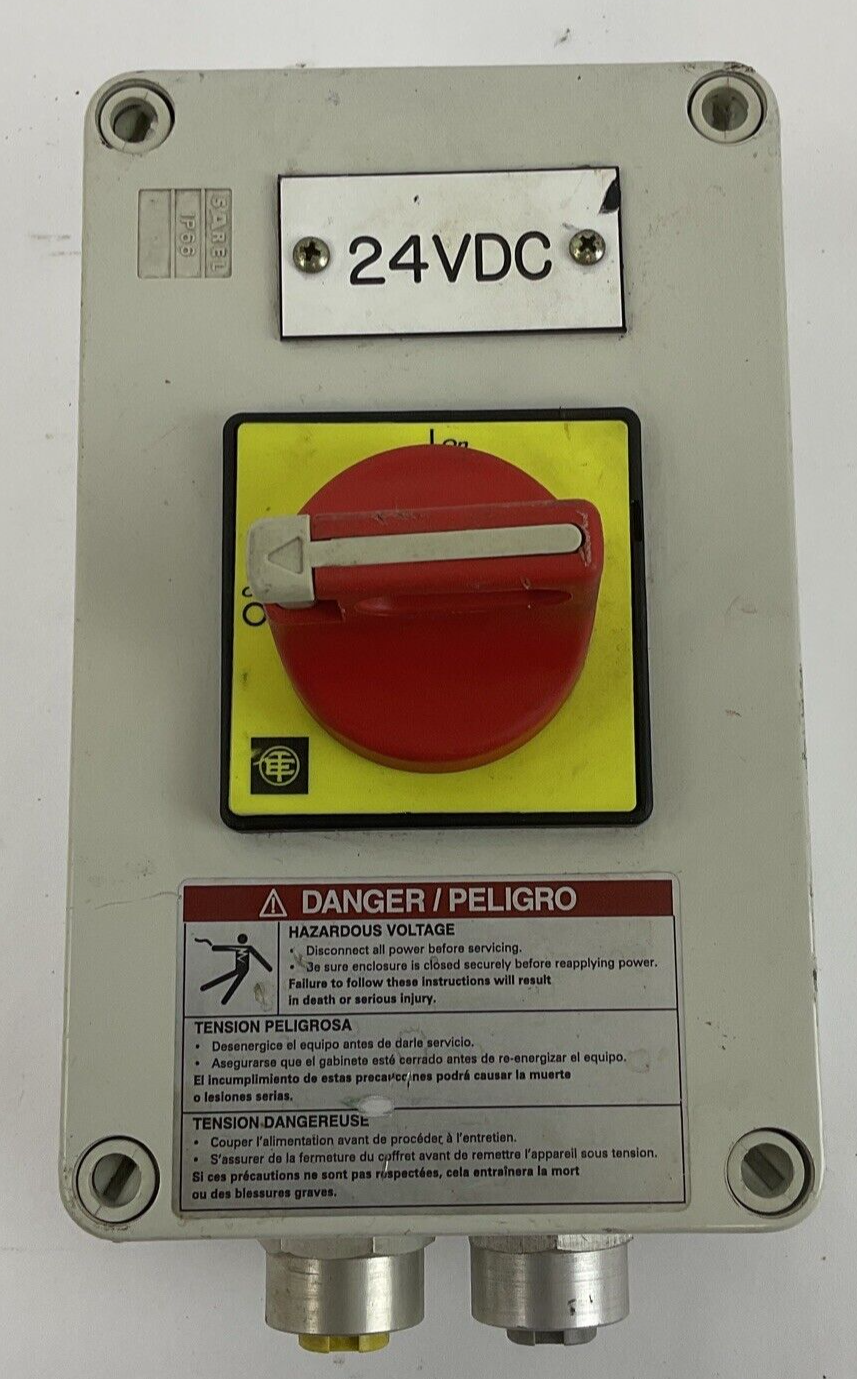 SAREL
IP66
24VDC
I on
O
TE
DANGER / PELIGRO
HAZARDOUS VOLTAGE
• Disconnect all power before servicing.
• Be sure enclosure is closed securely before reapplying power.
Failure to follow these instructions will result
in death or serious injury.
TENSION PELIGROSA
• Desenergice el equipo antes de darle servicio.
• Asegurarse que el gabinete esté cerrado antes de re-energizar el equipo.
El incumplimiento de estas precauciones podrá causar la muerte
o lesiones serias.
TENSION DANGEREUSE
• Couper l'alimentation avant de procéder à l'entretien.
• S'assurer de la fermeture du coffret avant de remettre l'appareil sous tension.
Si ces précautions ne sont pas respectées, cela entraînera la mort
ou des blessures graves.